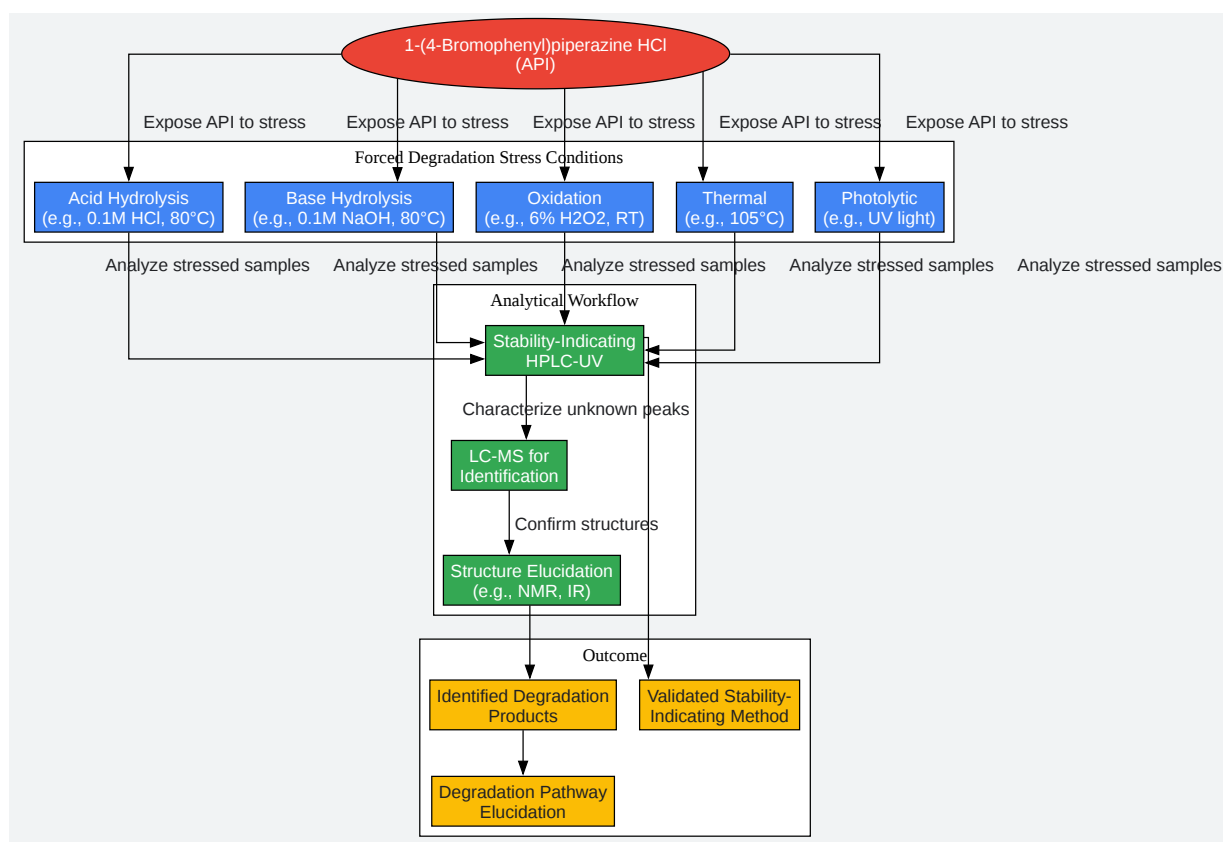 1-(4-Bromophenyl)piperazine HCl
(API)
Expose API to stress
Expose API to stress
Expose API to stress
Expose API to stress
Expose API to stress
Forced Degradation Stress Conditions
Acid Hydrolysis
(e.g., 0.1M HCl, 80°C)
Base Hydrolysis
(e.g., 0.1M NaOH, 80°C)
Oxidation
(e.g., 6% H2O2, RT)
Thermal
(e.g., 105°C)
Photolytic
(e.g., UV light)
Analyze stressed samples
Analyze stressed samples
Analyze stressed samples
Analyze stressed samples
Analyze stressed samples
Analytical Workflow
Stability-Indicating
HPLC-UV
Characterize unknown peaks
LC-MS for
Identification
Confirm structures
Structure Elucidation
(e.g., NMR, IR)
Outcome
Identified Degradation
Products
Validated Stability-
Indicating Method
Degradation Pathway
Elucidation